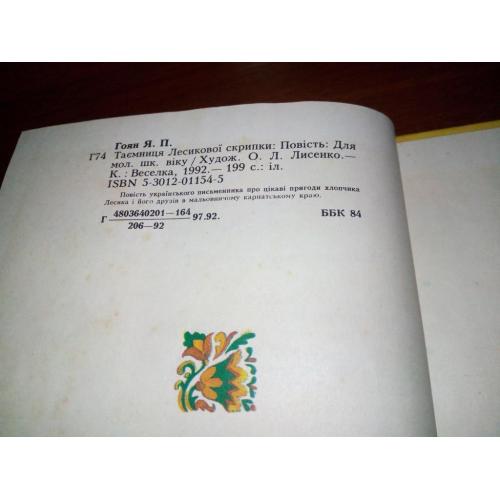 Гоян Я. П.
Г74 Таємниця Лесикової скрипки: Повість: Для
мол. шк. віку / Худож. О. Л. Лисенко.—
К.: Веселка, 1992.— 199 с.: іл.
ISBN 5-3012-01154-5
Повість українського письменника про цікаві пригоди хлопчика
Лесика і його друзів в мальовничому карпатському краю.
Г 4803640201—164 97.92. ББК 84
206—92